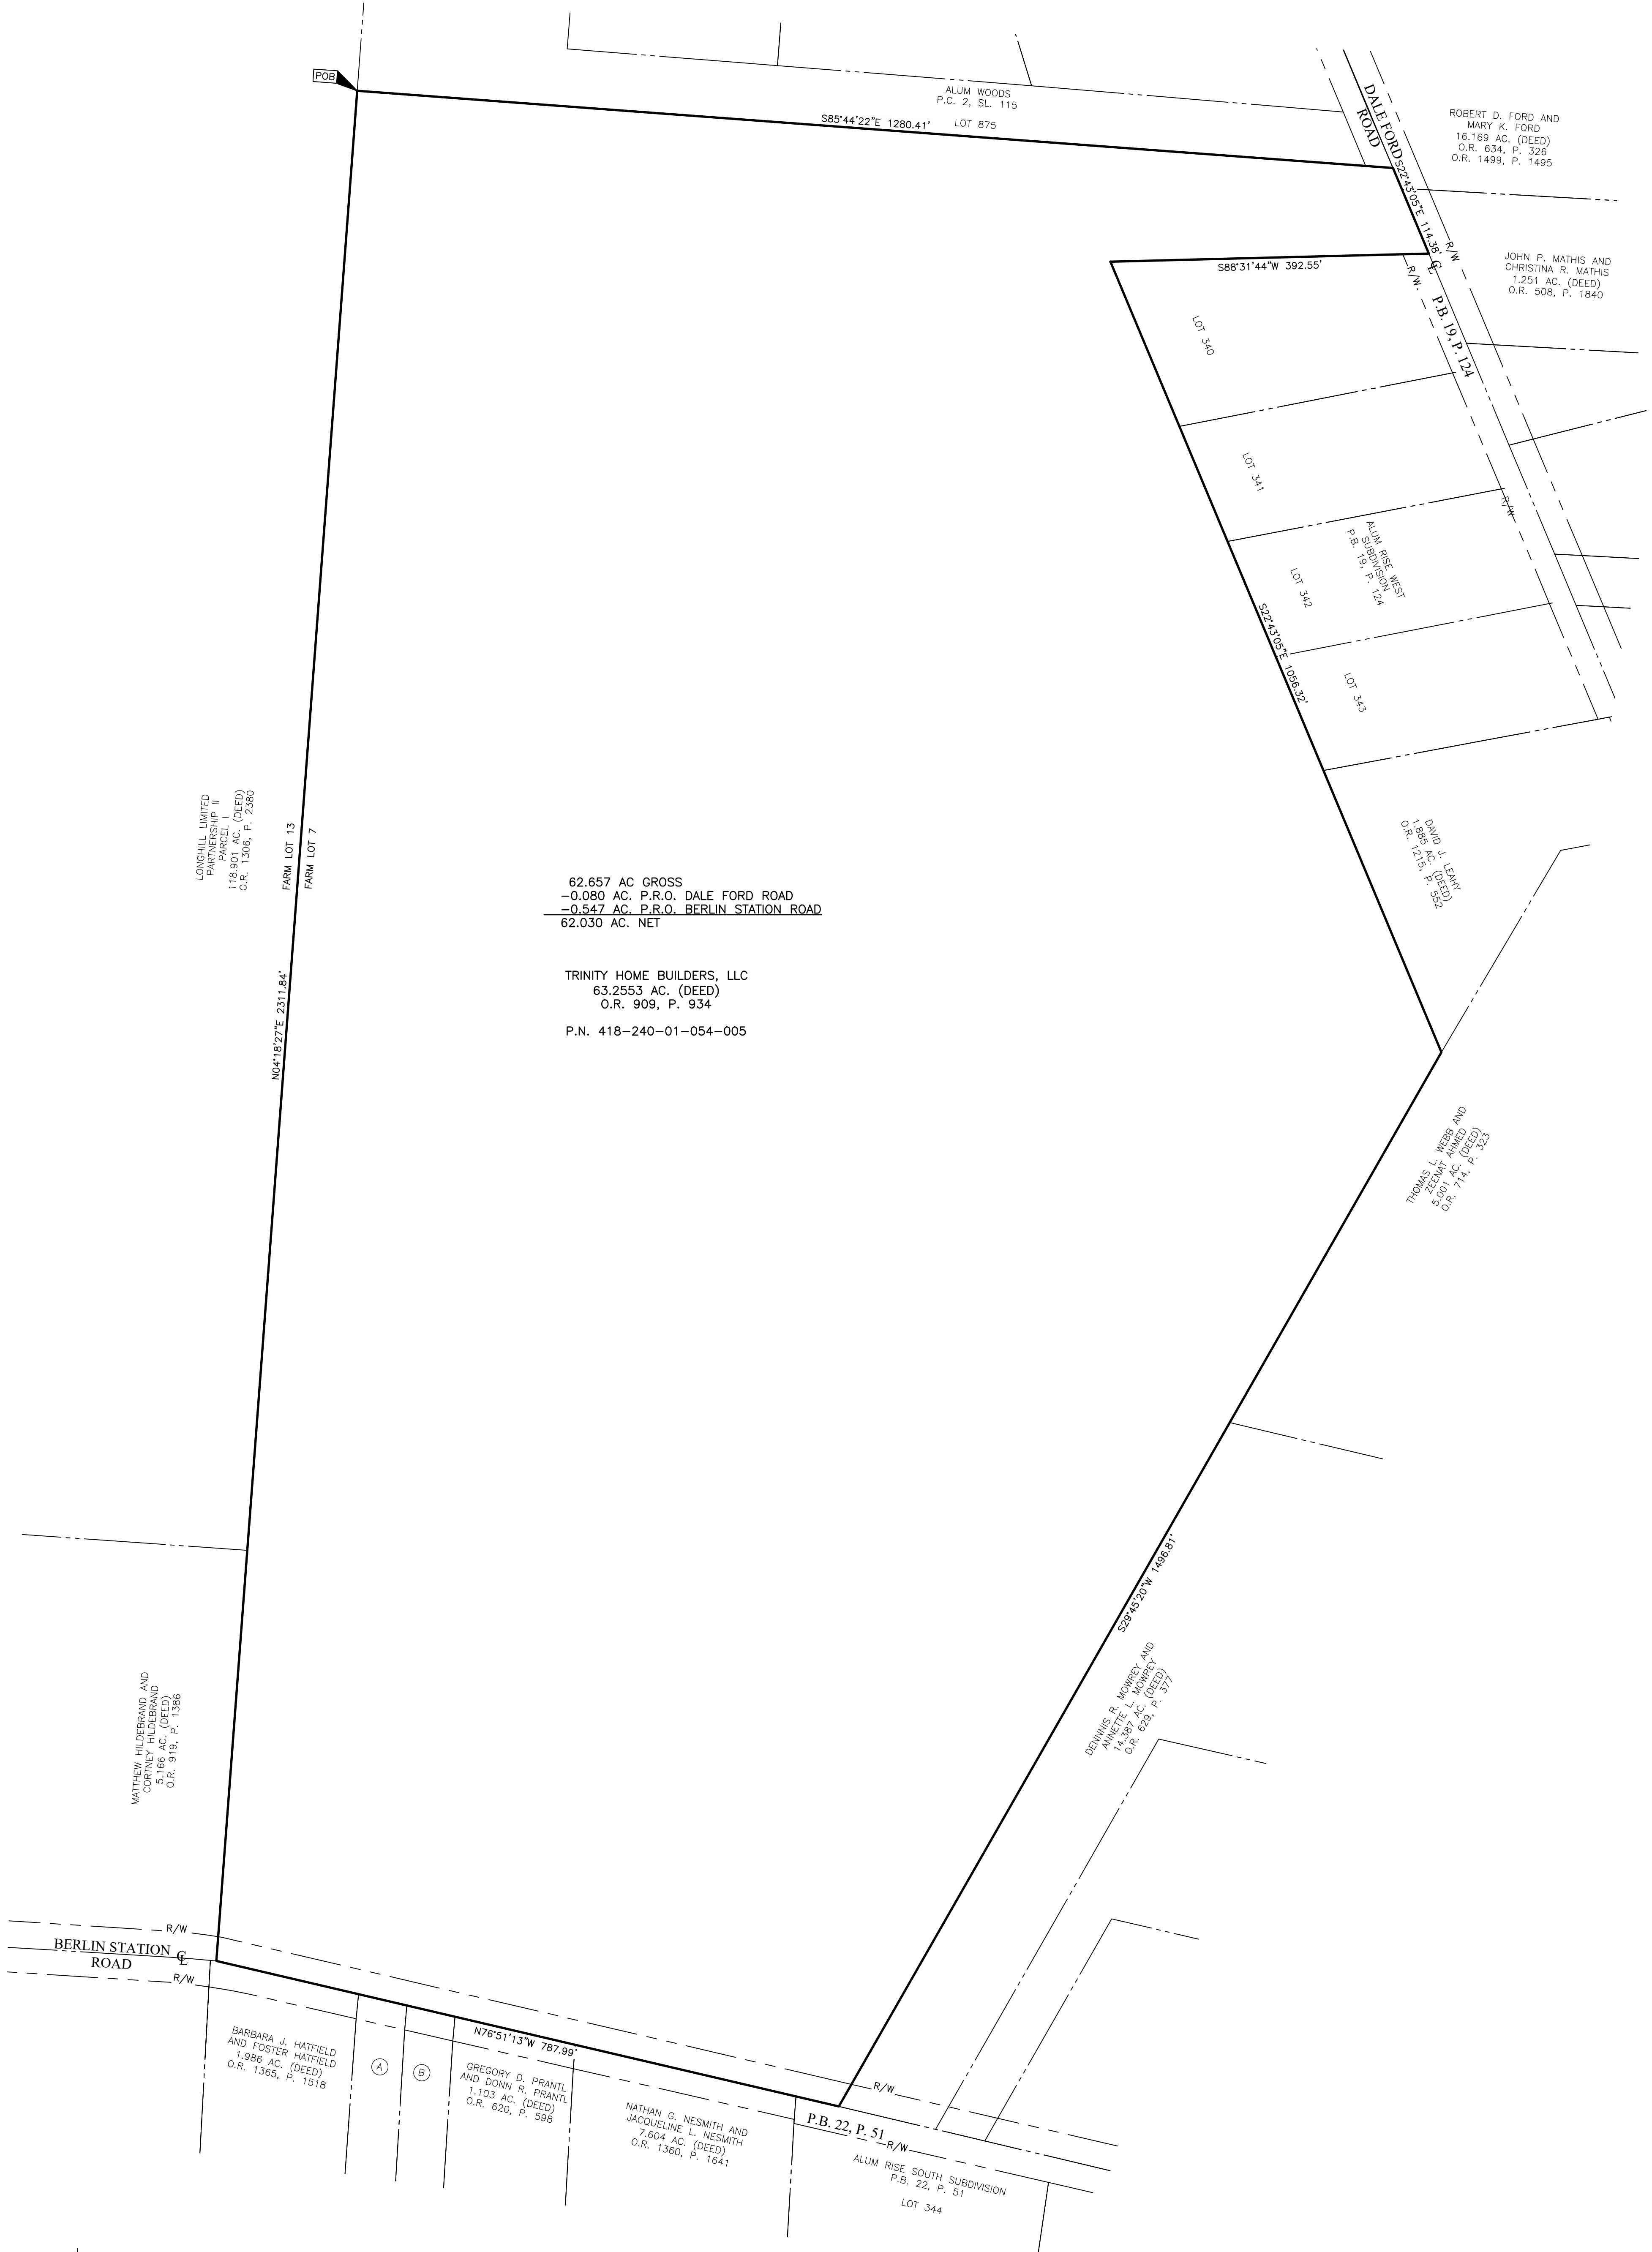 POB
ALUM WOODS
P.C. 2, SL. 115
LOT 875
S85°44'22"E 1280.41'
DALE FORD
ROAD
S22°43'05"E 114.38'
R/W
ROBERT D. FORD AND
MARY K. FORD
16.169 AC. (DEED)
O.R. 634, P. 326
O.R. 1499, P. 1495
S88°31'44"W 392.55'
R/W
℄
P.B. 19, P. 124
JOHN P. MATHIS AND
CHRISTINA R. MATHIS
1.251 AC. (DEED)
O.R. 508, P. 1840
LOT 340
LOT 341
R/W
ALUM RISE WEST
SUBDIVISION
P.B. 19, P. 124
LOT 342
S22°43'05"E 1056.32'
LOT 343
LONGHILL LIMITED
PARTNERSHIP II
PARCEL I
118.901 AC. (DEED)
O.R. 1306, P. 2380
FARM LOT 13
FARM LOT 7
DAVID J. LEAHY
1.885 AC. (DEED)
O.R. 1215, P. 552
62.657 AC GROSS
-0.080 AC. P.R.O. DALE FORD ROAD
-0.547 AC. P.R.O. BERLIN STATION ROAD
62.030 AC. NET
TRINITY HOME BUILDERS, LLC
63.2553 AC. (DEED)
O.R. 909, P. 934
P.N. 418-240-01-054-005
N04°18'27"E 2311.84'
THOMAS L. WEBB AND
ZEENAT AHMED
5.001 AC. (DEED)
O.R. 714, P. 323
S29°45'20"W 1496.81'
DENNNIS R. MOWREY AND
ANNETTE L. MOWREY
14.387 AC. (DEED)
O.R. 629, P. 377
MATTHEW HILDEBRAND AND
CORTNEY HILDEBRAND
5.166 AC. (DEED)
O.R. 919, P. 1386
R/W
BERLIN STATION ℄
ROAD
R/W
N76°51'13"W 787.99'
BARBARA J. HATFIELD
AND FOSTER HATFIELD
1.986 AC. (DEED)
O.R. 1365, P. 1518
A
B
GREGORY D. PRANTL
AND DONN R. PRANTL
1.103 AC. (DEED)
O.R. 620, P. 598
NATHAN G. NESMITH AND
JACQUELINE L. NESMITH
7.604 AC. (DEED)
O.R. 1360, P. 1641
R/W
P.B. 22, P. 51
R/W
ALUM RISE SOUTH SUBDIVISION
P.B. 22, P. 51
LOT 344